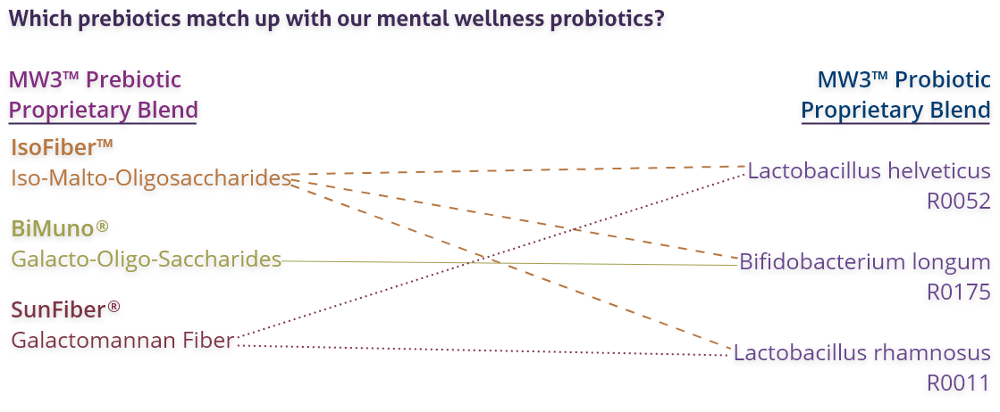 Which prebiotics match up with our mental wellness probiotics?
MW3™ Prebiotic
Proprietary Blend
IsoFiber™
Iso-Malto-Oligosaccharides
BiMuno®
Galacto-Oligo-Saccharides
SunFiber®
Galactomannan Fiber
MW3™ Probiotic
Proprietary Blend
Lactobacillus helveticus
R0052
Bifidobacterium longum
R0175
Lactobacillus rhamnosus
R0011